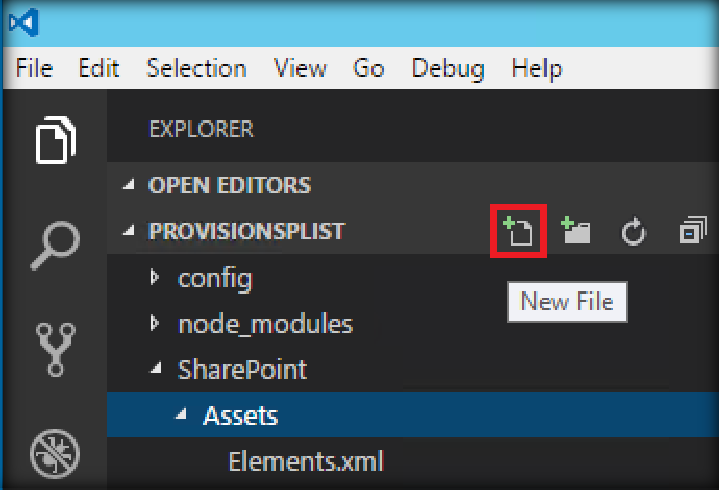 File Edit Selection View Go Debug Help
EXPLORER
OPEN EDITORS
PROVISIONSPLIST
config
New File
node_modules
SharePoint
Assets
Elements.xml